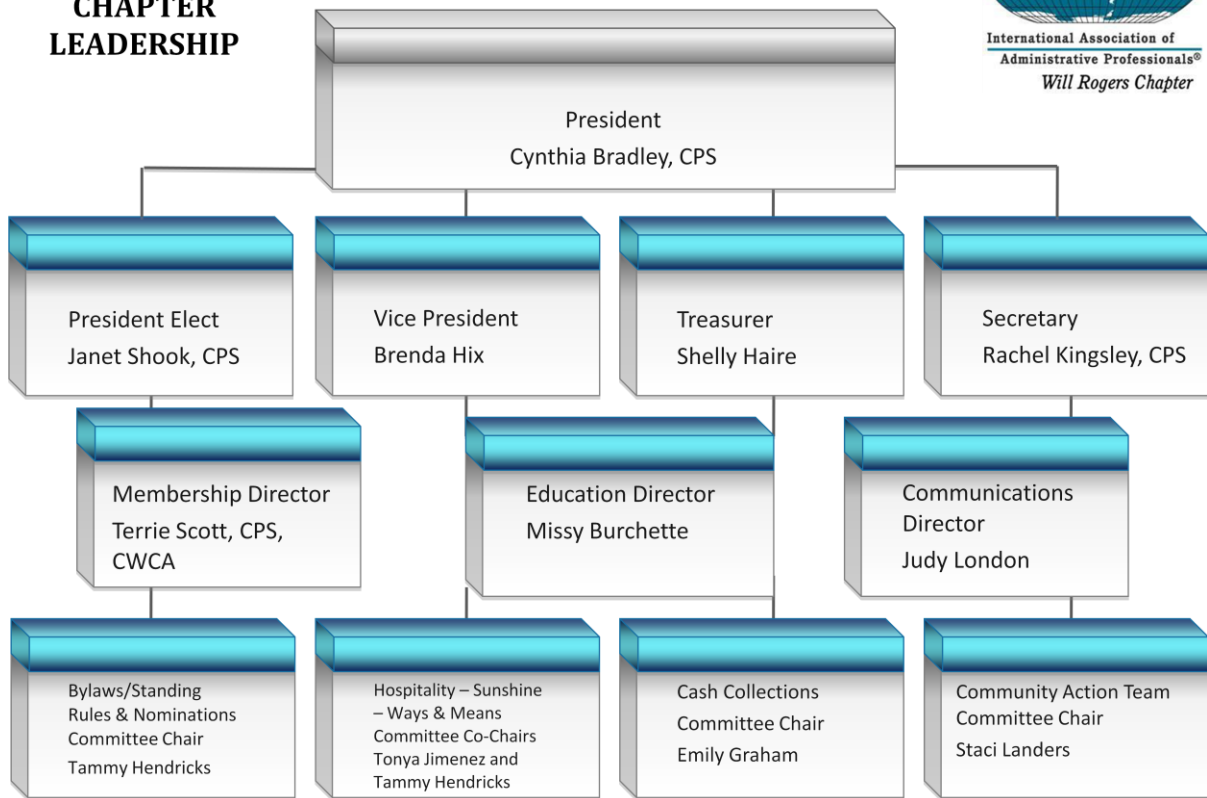 CHAPTER
LEADERSHIP
International Association of
Administrative Professionals®
Will Rogers Chapter
President
Cynthia Bradley, CPS
President Elect
Janet Shook, CPS
Vice President
Brenda Hix
Treasurer
Shelly Haire
Secretary
Rachel Kingsley, CPS
Membership Director
Terrie Scott, CPS,
CWCA
Education Director
Missy Burchette
Communications
Director
Judy London
Bylaws/Standing
Rules & Nominations
Committee Chair
Tammy Hendricks
Hospitality – Sunshine
– Ways & Means
Committee Co-Chairs
Tonya Jimenez and
Tammy Hendricks
Cash Collections
Committee Chair
Emily Graham
Community Action Team
Committee Chair
Staci Landers